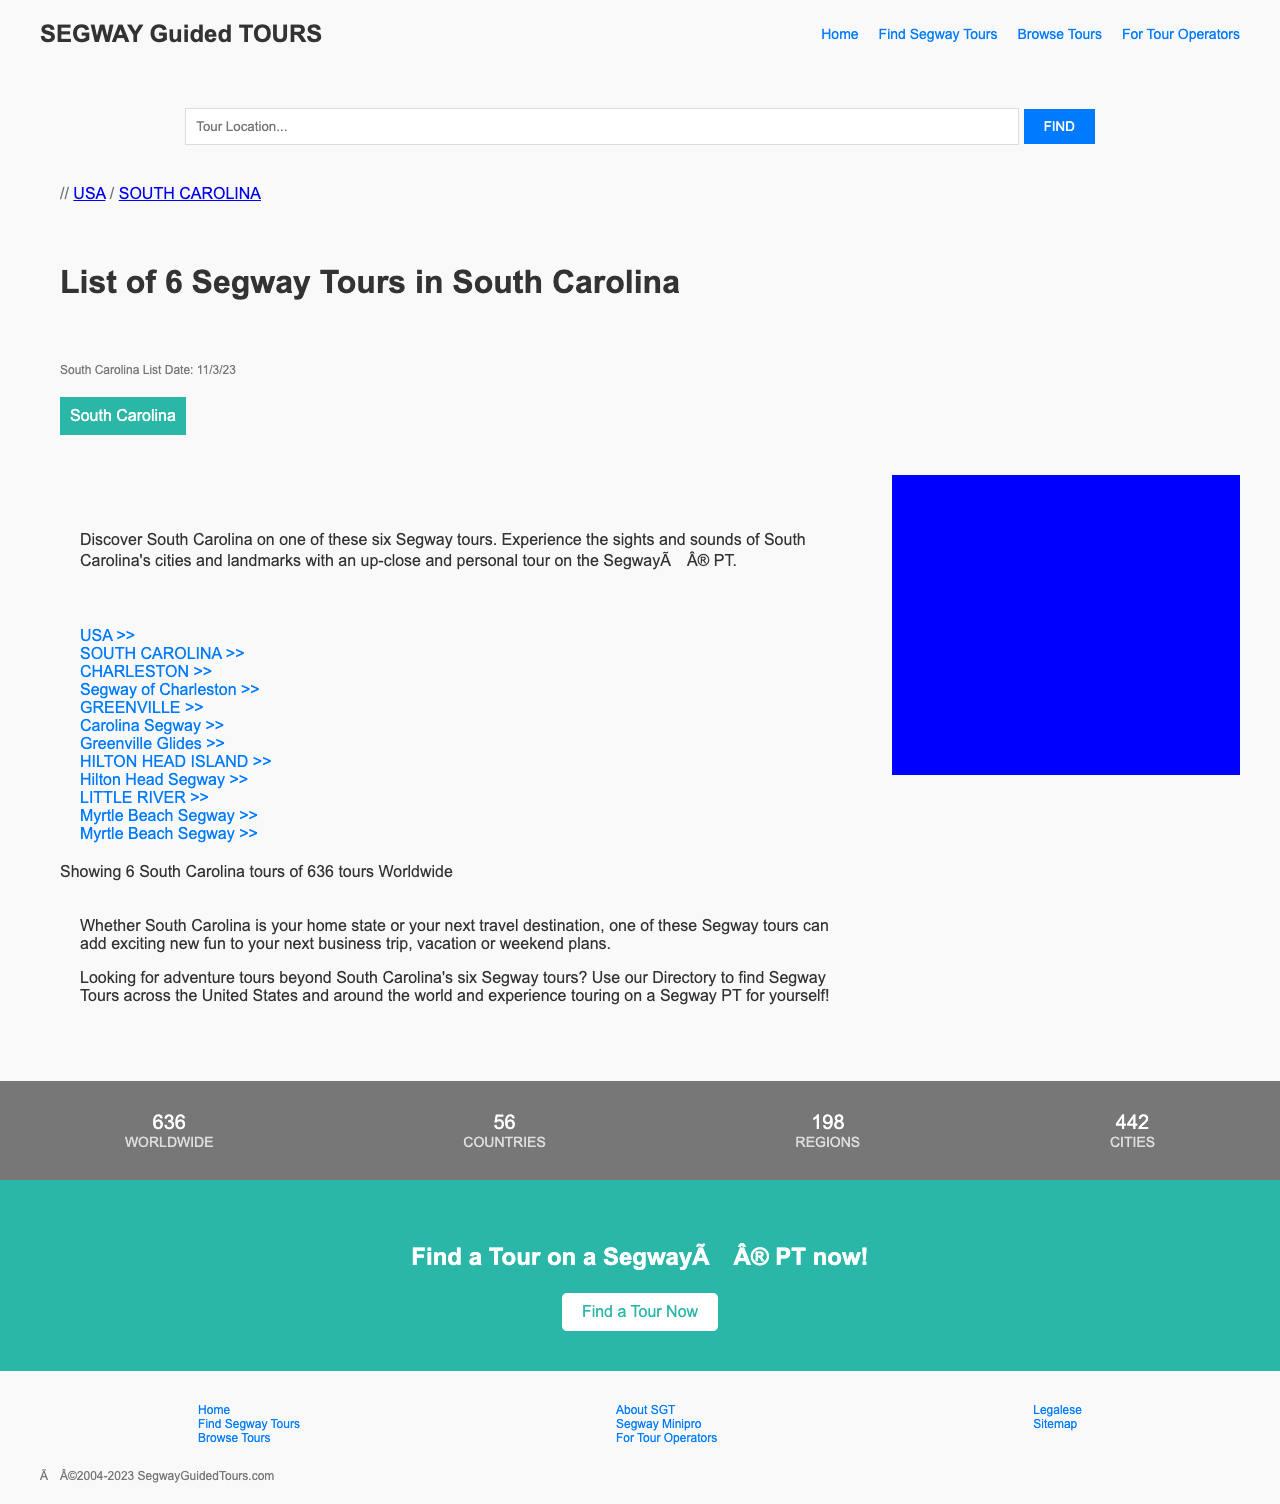 SEGWAY Guided TOURS
Home Find Segway Tours Browse Tours For Tour Operators
Tour Location... FIND
// USA / SOUTH CAROLINA
List of 6 Segway Tours in South Carolina
South Carolina List Date: 11/3/23
South Carolina
Discover South Carolina on one of these six Segway tours. Experience the sights and sounds of South
Carolina's cities and landmarks with an up-close and personal tour on the SegwayÃ Â® PT.
USA >>
SOUTH CAROLINA >>
CHARLESTON >>
Segway of Charleston >>
GREENVILLE >>
Carolina Segway >>
Greenville Glides >>
HILTON HEAD ISLAND >>
Hilton Head Segway >>
LITTLE RIVER >>
Myrtle Beach Segway >>
Myrtle Beach Segway >>
Showing 6 South Carolina tours of 636 tours Worldwide
Whether South Carolina is your home state or your next travel destination, one of these Segway tours can
add exciting new fun to your next business trip, vacation or weekend plans.
Looking for adventure tours beyond South Carolina's six Segway tours? Use our Directory to find Segway
Tours across the United States and around the world and experience touring on a Segway PT for yourself!
636
WORLDWIDE
56
COUNTRIES
198
REGIONS
442
CITIES
Find a Tour on a SegwayÃ Â® PT now!
Find a Tour Now
Home
Find Segway Tours
Browse Tours
About SGT
Segway Minipro
For Tour Operators
Legalese
Sitemap
Ã Â©2004-2023 SegwayGuidedTours.com